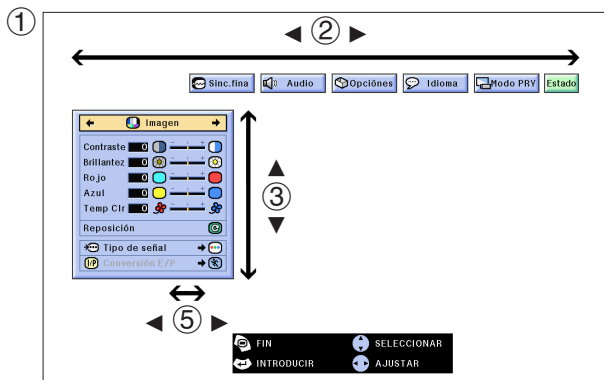 ①
◀ ② ▶
Sinc.fina Audio Opciónes Idioma Modo PRY Estado
Imagen
Contraste 0 - +
Brillantez 0 - +
Rojo 0 - +
Azul 0 - +
Temp Clr 0 - +
Reposición
Tipo de señal
I/P Conversión E/P
▲
③
▼
◀ ⑤ ▶
FIN SELECCIONAR
INTRODUCIR AJUSTAR